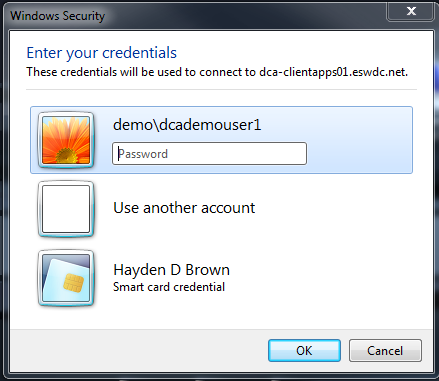 Windows Security
Enter your credentials
These credentials will be used to connect to dca-clientapps01.eswdc.net.
demo\dcademouser1
Password
Use another account
Hayden D Brown
Smart card credential
OK
Cancel